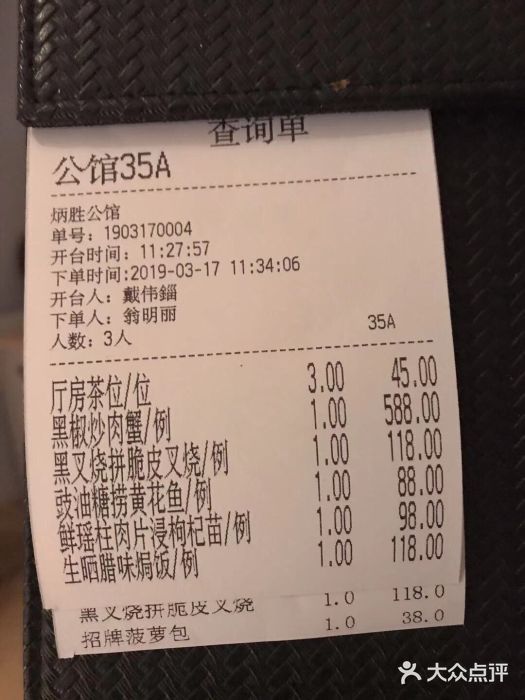 查询单
公馆35A
炳胜公馆
单号：1903170004
开台时间：11:27:57
下单时间:2019-03-17 11:34:06
开台人：戴伟錙
下单人：翁明丽
人数：3人 35A
厅房茶位/位 3.00 45.00
黑椒炒肉蟹/例 1.00 588.00
黑叉烧拼脆皮叉烧/例 1.00 118.00
豉油糖捞黄花鱼/例 1.00 88.00
鲜瑶柱肉片浸枸杞苗/例 1.00 98.00
生晒腊味焗饭/例 1.00 118.00
黑叉烧拼脆皮叉烧 1.0 118.0
招牌菠萝包 1.0 38.0
大众点评